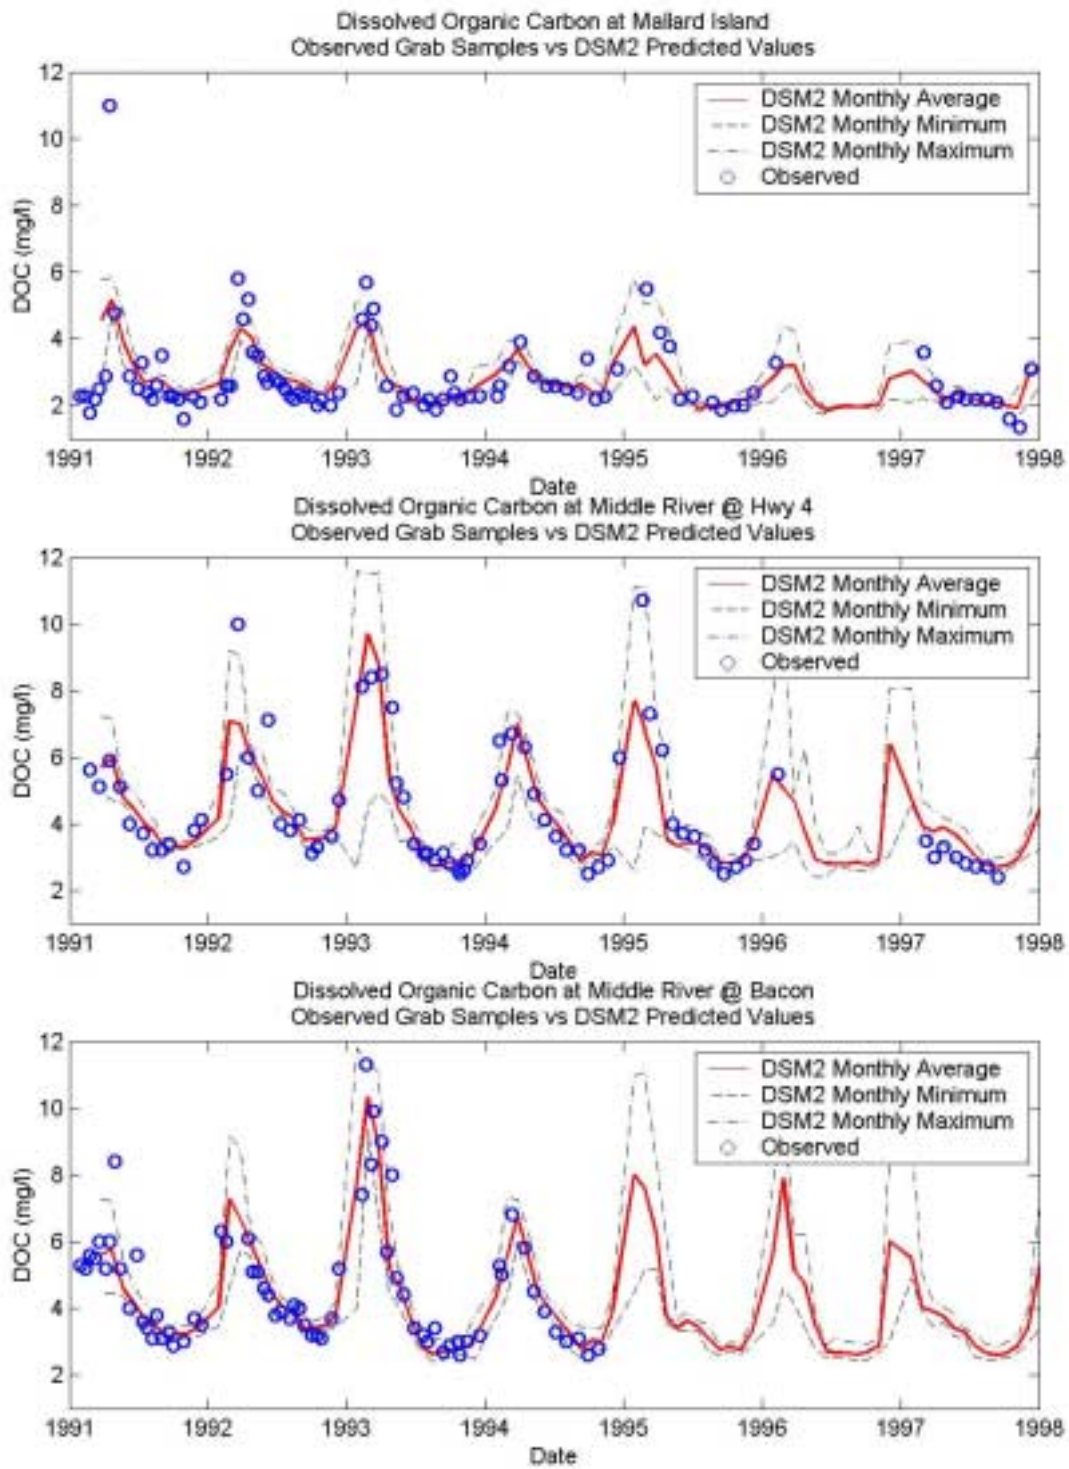 Dissolved Organic Carbon at Mallard Island
Observed Grab Samples vs DSM2 Predicted Values
12
10
8
6
4
2
DOC (mg/l)
DSM2 Monthly Average
DSM2 Monthly Minimum
DSM2 Monthly Maximum
Observed
1991 1992 1993 1994 1995 1996 1997 1998
Date
Dissolved Organic Carbon at Middle River @ Hwy 4
Observed Grab Samples vs DSM2 Predicted Values
12
10
8
6
4
2
DOC (mg/l)
DSM2 Monthly Average
DSM2 Monthly Minimum
DSM2 Monthly Maximum
Observed
1991 1992 1993 1994 1995 1996 1997 1998
Date
Dissolved Organic Carbon at Middle River @ Bacon
Observed Grab Samples vs DSM2 Predicted Values
12
10
8
6
4
2
DOC (mg/l)
DSM2 Monthly Average
DSM2 Monthly Minimum
DSM2 Monthly Maximum
Observed
1991 1992 1993 1994 1995 1996 1997 1998
Date